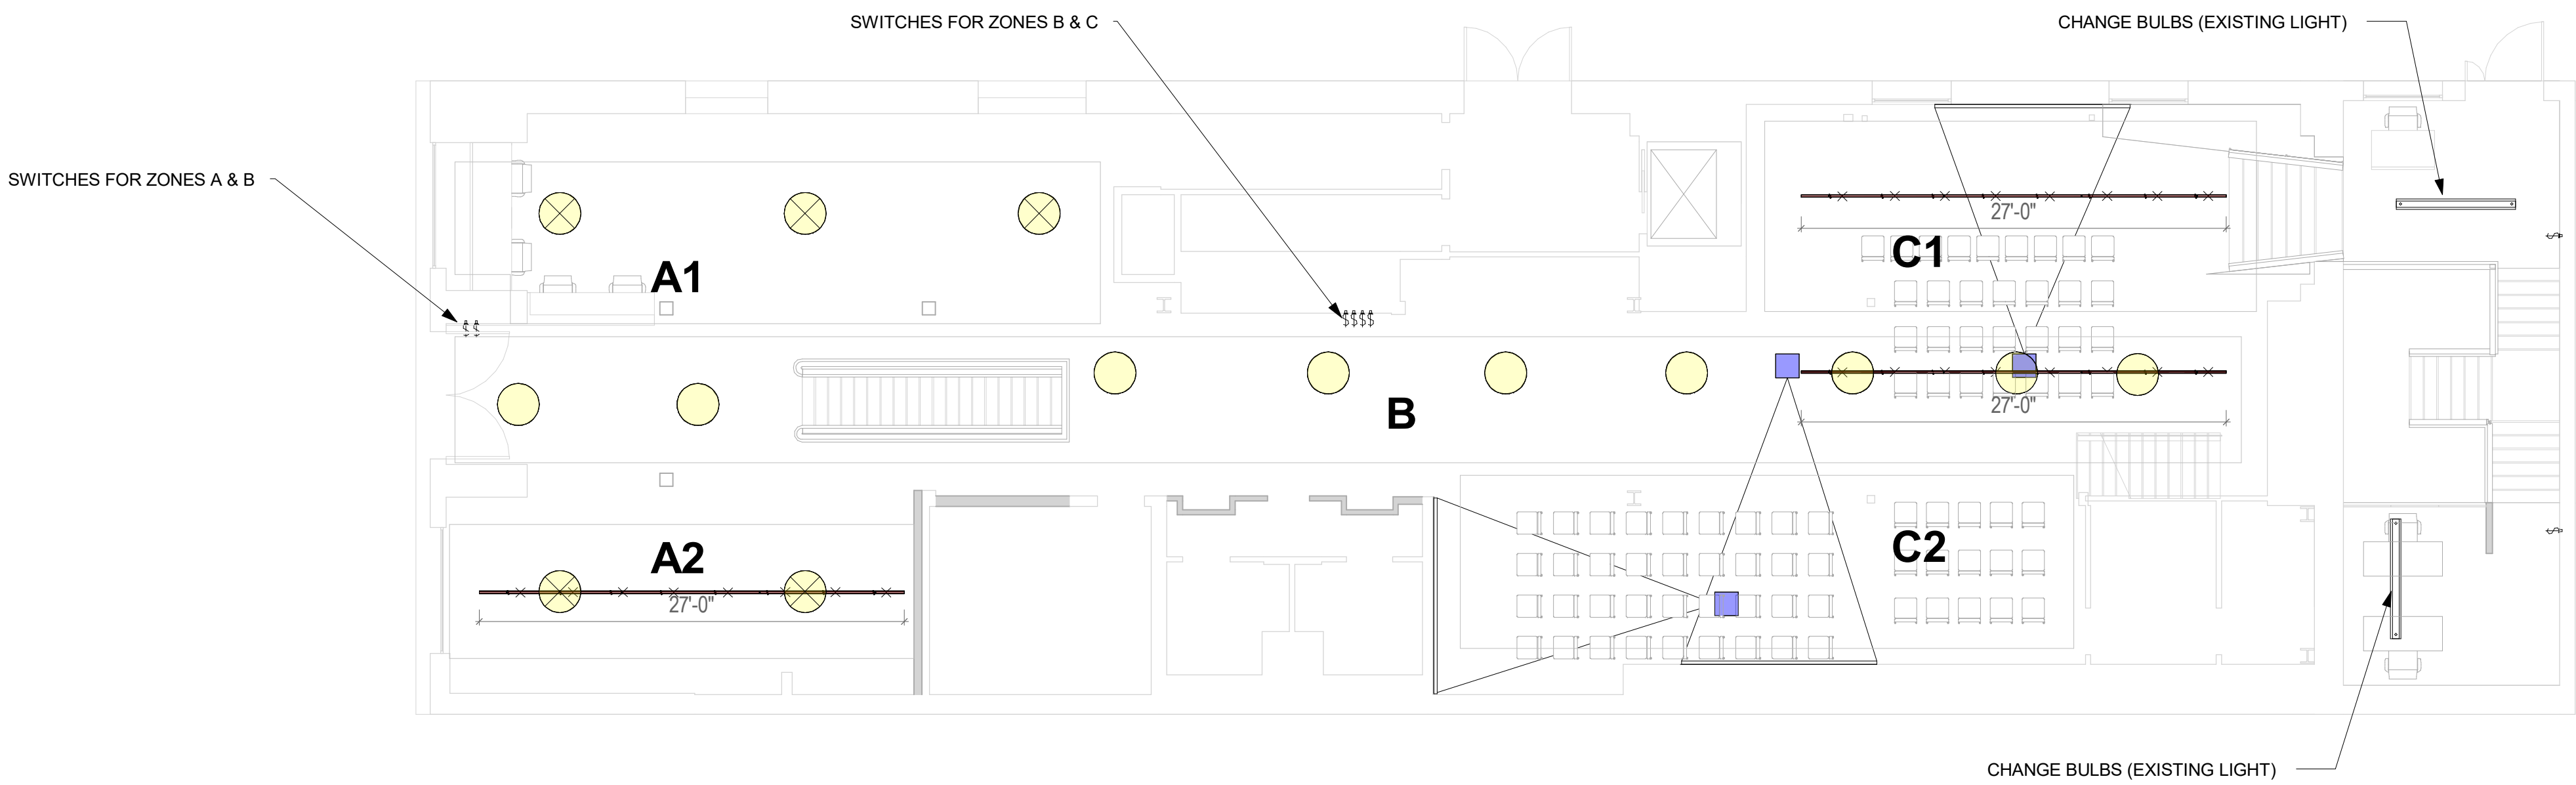 SWITCHES FOR ZONES B & C
CHANGE BULBS (EXISTING LIGHT)
SWITCHES FOR ZONES A & B
27'-0"
C1
A1
$ $
$$$$
$
27'-0"
B
A2
27'-0"
C2
$
CHANGE BULBS (EXISTING LIGHT)